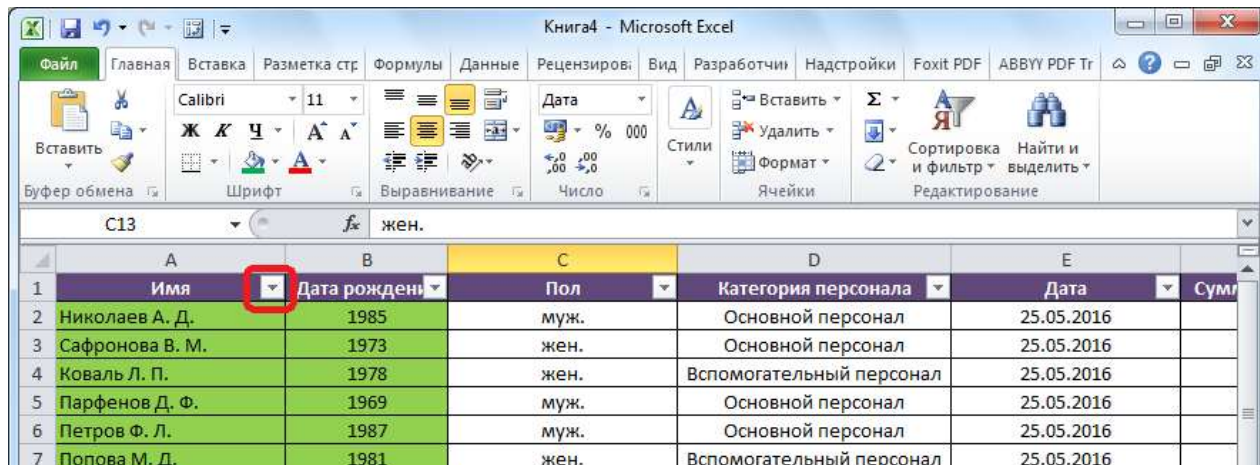 Книга4 - Microsoft Excel
Файл Главная Вставка Разметка стр Формулы Данные Рецензирова Вид Разработчик Надстройки Foxit PDF ABBYY PDF Tr
Calibri 11 Дата Вставить Σ
Ж К Ч А А % 000 Удалить
Вставить А Стили Формат Сортировка и фильтр Найти и выделить
Буфер обмена Шрифт Выравнивание Число Ячейки Редактирование
C13 fx жен.
A B C D E
1 Имя Дата рождени Пол Категория персонала Дата Сумм
2 Николаев А. Д. 1985 муж. Основной персонал 25.05.2016
3 Сафронова В. М. 1973 жен. Основной персонал 25.05.2016
4 Коваль Л. П. 1978 жен. Вспомогательный персонал 25.05.2016
5 Парфенов Д. Ф. 1969 муж. Основной персонал 25.05.2016
6 Петров Ф. Л. 1987 муж. Основной персонал 25.05.2016
7 Попова М. Д. 1981 жен. Вспомогательный персонал 25.05.2016